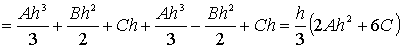 = Ah³/3 + Bh²/2 + Ch + Ah³/3 − Bh²/2 + Ch = h/3 (2Ah² + 6C)